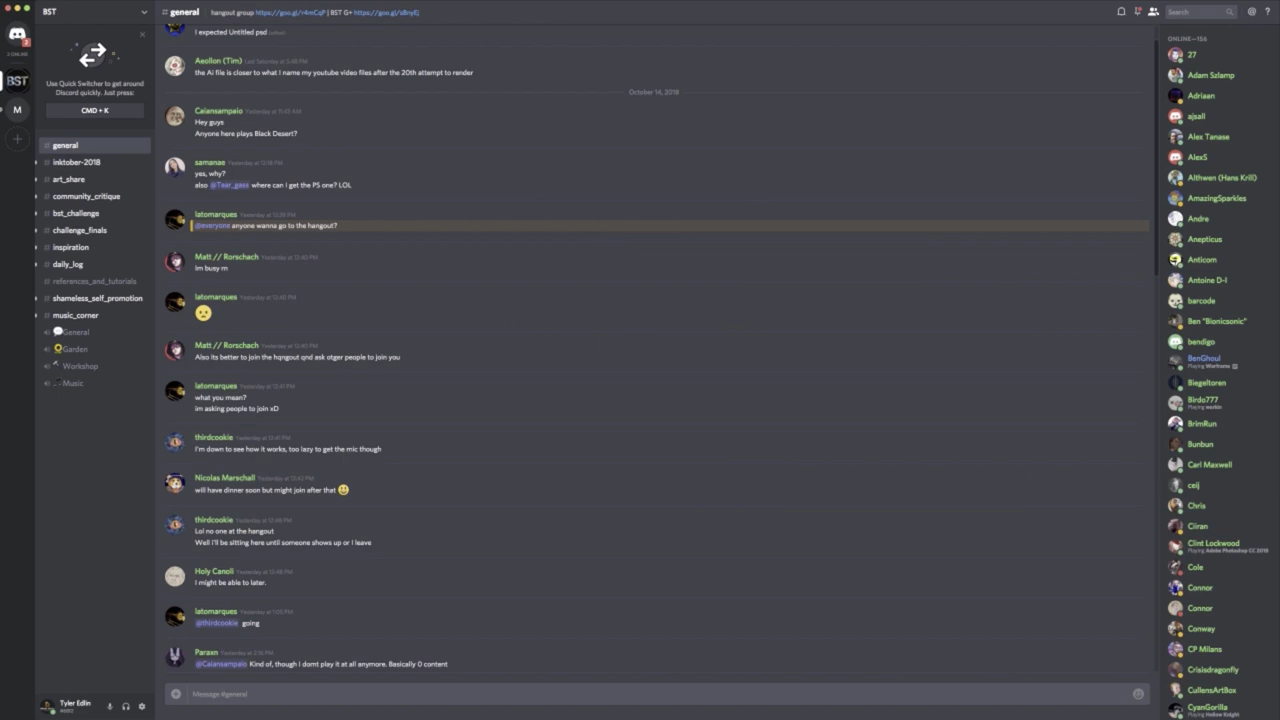 BST
general
hangout group https://goo.gl/r4mCqP | BST G+ https://goo.gl/s8nyEj
Search
2 ONLINE
BST
M
Use Quick Switcher to get around
Discord quickly. Just press:
CMD + K
general
inktober-2018
art_share
community_critique
bst_challenge
challenge_finals
inspiration
daily_log
references_and_tutorials
shameless_self_promotion
music_corner
General
Garden
Workshop
Music
Tyler Edlin
I expected Untitled psd (edited)
Aeollon (Tim) Last Saturday at 5:48 PM
the Ai file is closer to what I name my youtube video files after the 20th attempt to render
October 14, 2018
Caiansampaio Yesterday at 11:43 AM
Hey guys
Anyone here plays Black Desert?
samanae Yesterday at 12:18 PM
yes, why?
also @Tear_gass where can I get the PS one? LOL
latomarques Yesterday at 12:39 PM
@everyone anyone wanna go to the hangout?
Matt // Rorschach Yesterday at 12:40 PM
Im busy rn
latomarques Yesterday at 12:40 PM
Matt // Rorschach Yesterday at 12:40 PM
Also its better to join the hqngout qnd ask otger people to join you
latomarques Yesterday at 12:41 PM
what you mean?
im asking people to join xD
thirdcookie Yesterday at 12:41 PM
I'm down to see how it works, too lazy to get the mic though
Nicolas Marschall Yesterday at 12:42 PM
will have dinner soon but might join after that
thirdcookie Yesterday at 12:48 PM
Lol no one at the hangout
Well I'll be sitting here until someone shows up or I leave
Holy Canoli Yesterday at 12:48 PM
I might be able to later.
latomarques Yesterday at 1:05 PM
@thirdcookie going
Paraxn Yesterday at 2:16 PM
@Caiansampaio Kind of, though I domt play it at all anymore. Basically 0 content
Message #general
ONLINE—156
27
Adam Szlamp
Adriaan
ajsall
Alex Tanase
AlexS
Althwen (Hans Krill)
AmazingSparkles
Andre
Anepticus
Anticom
Antoine D-I
barcode
Ben "Bionicsonic"
bendigo
BenGhoul
Playing Warframe
Biegeltoren
Birdo777
Playing workin
BrimRun
Bunbun
Carl Maxwell
ceij
Chris
Ciiran
Clint Lockwood
Playing Adobe Photoshop CC 2018
Cole
Connor
Connor
Conway
CP Milans
Crisisdragonfly
CullensArtBox
CyanGorilla
Playing Hollow Knight